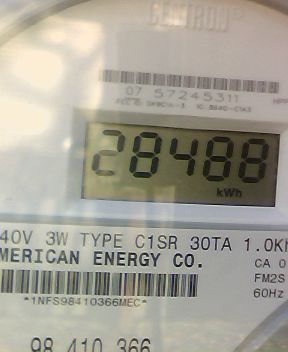 CENTRON®
07 57245311
28488
kWh
40V 3W TYPE C1SR 30TA 1.0Kh
MERICAN ENERGY CO.
CA 0
FM2S
60Hz
*1NFS98410366MEC*
98 410 366